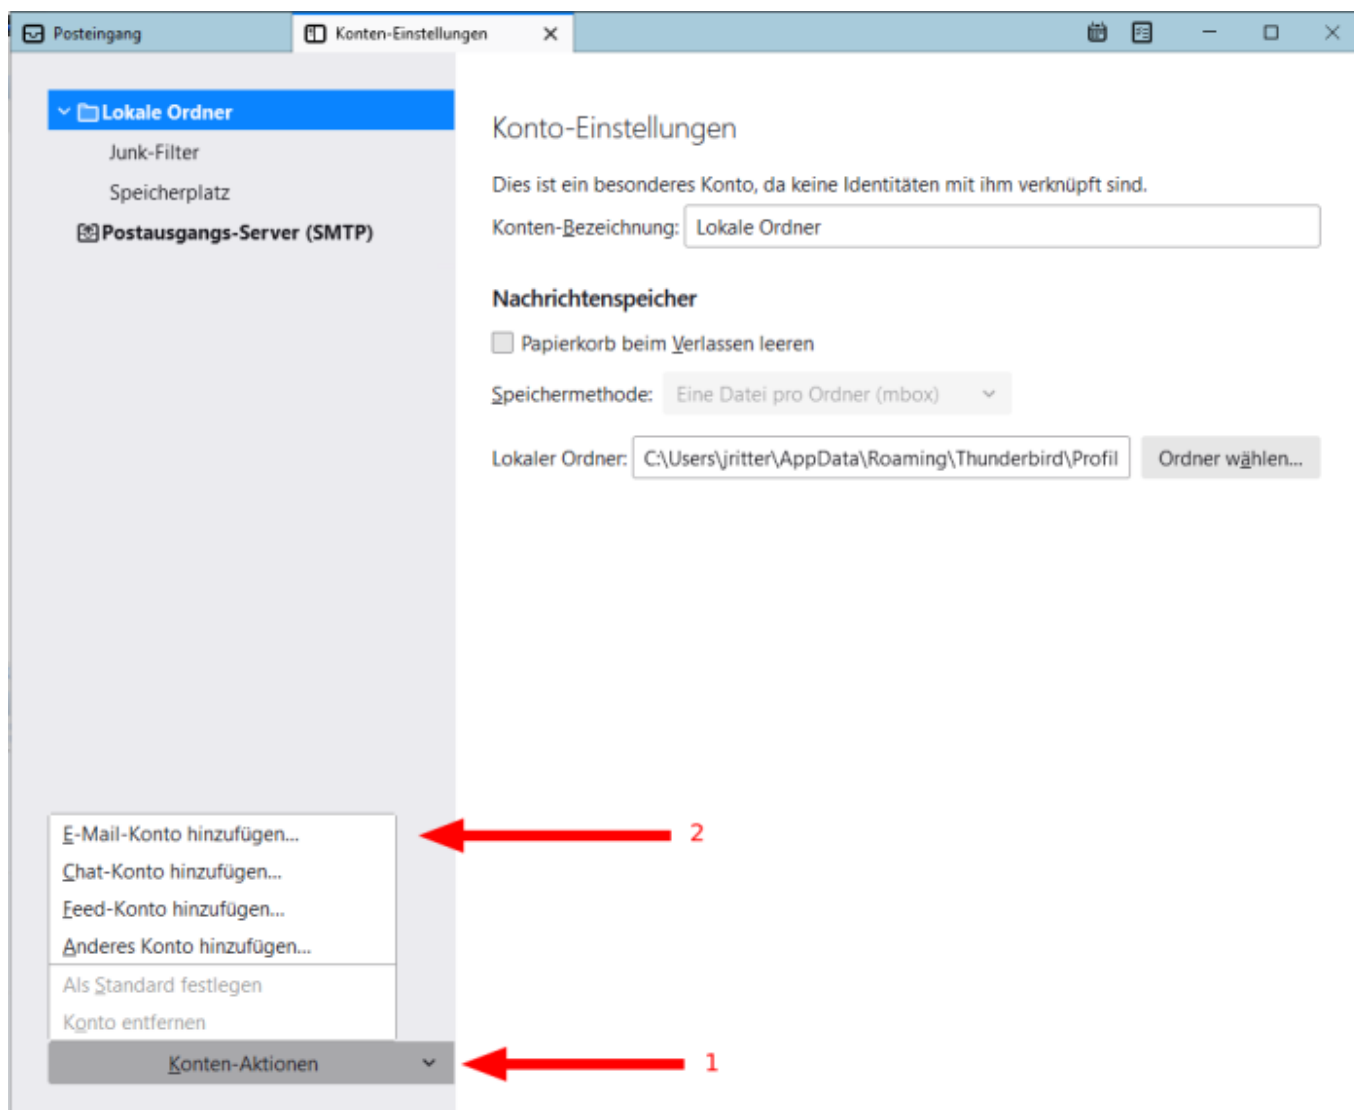 Posteingang
Konten-Einstellungen
Lokale Ordner
Junk-Filter
Speicherplatz
Postausgangs-Server (SMTP)
Konto-Einstellungen
Dies ist ein besonderes Konto, da keine Identitäten mit ihm verknüpft sind.
Konten-Bezeichnung: Lokale Ordner
Nachrichtenspeicher
Papierkorb beim Verlassen leeren
Speichermethode: Eine Datei pro Ordner (mbox)
Lokaler Ordner: C:\Users\jritter\AppData\Roaming\Thunderbird\Profil Ordner wählen...
E-Mail-Konto hinzufügen... 2
Chat-Konto hinzufügen...
Feed-Konto hinzufügen...
Anderes Konto hinzufügen...
Als Standard festlegen
Konto entfernen
Konten-Aktionen 1